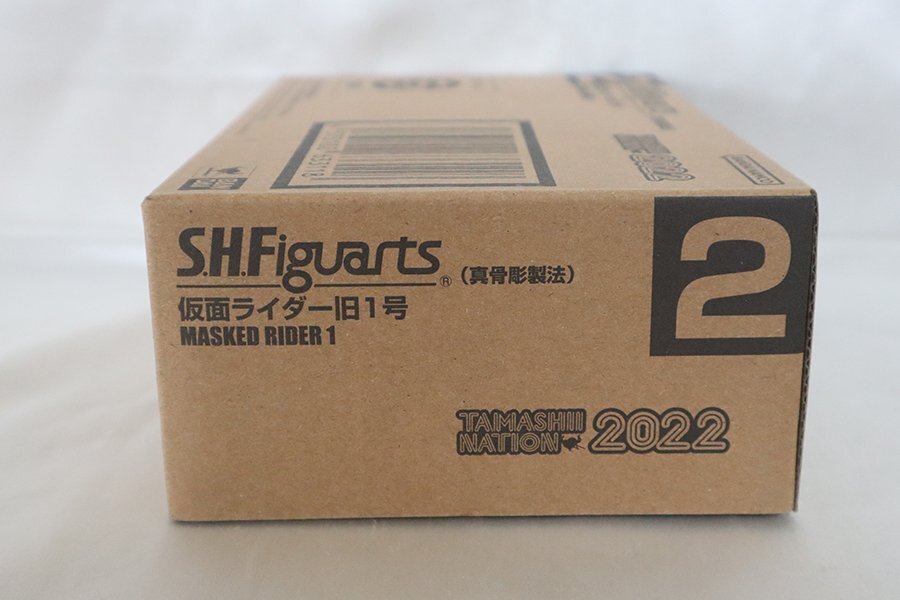 S.H.Figuarts® (真骨彫製法)
仮面ライダー旧1号
MASKED RIDER 1
2
TAMASHII
NATION 2022